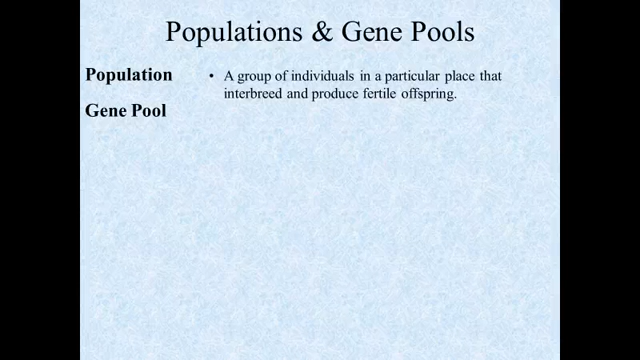 Populations & Gene Pools
Population
• A group of individuals in a particular place that
interbreed and produce fertile offspring.
Gene Pool